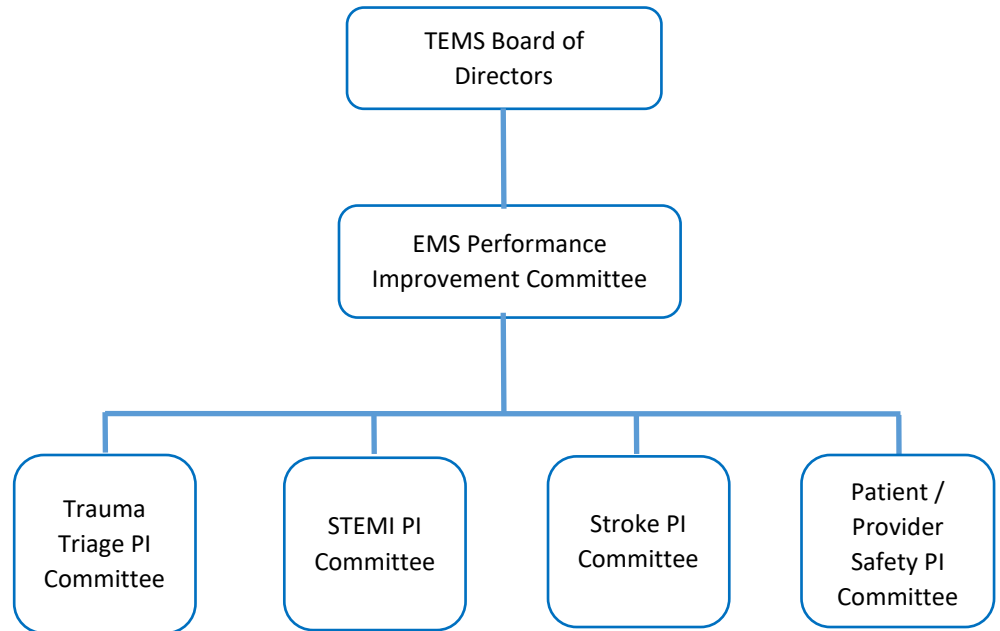 TEMS Board of
Directors
EMS Performance
Improvement Committee
Trauma
Triage PI
Committee
STEMI PI
Committee
Stroke PI
Committee
Patient /
Provider
Safety PI
Committee